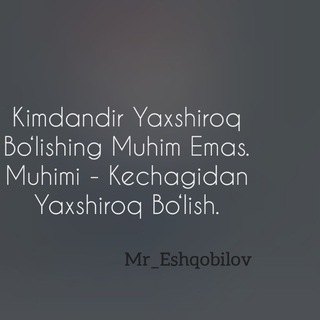 Kimdandir Yaxshiroq
Bo‘lishing Muhim Emas.
Muhimi - Kechagidan
Yaxshiroq Bo‘lish.
Mr_Eshqobilov